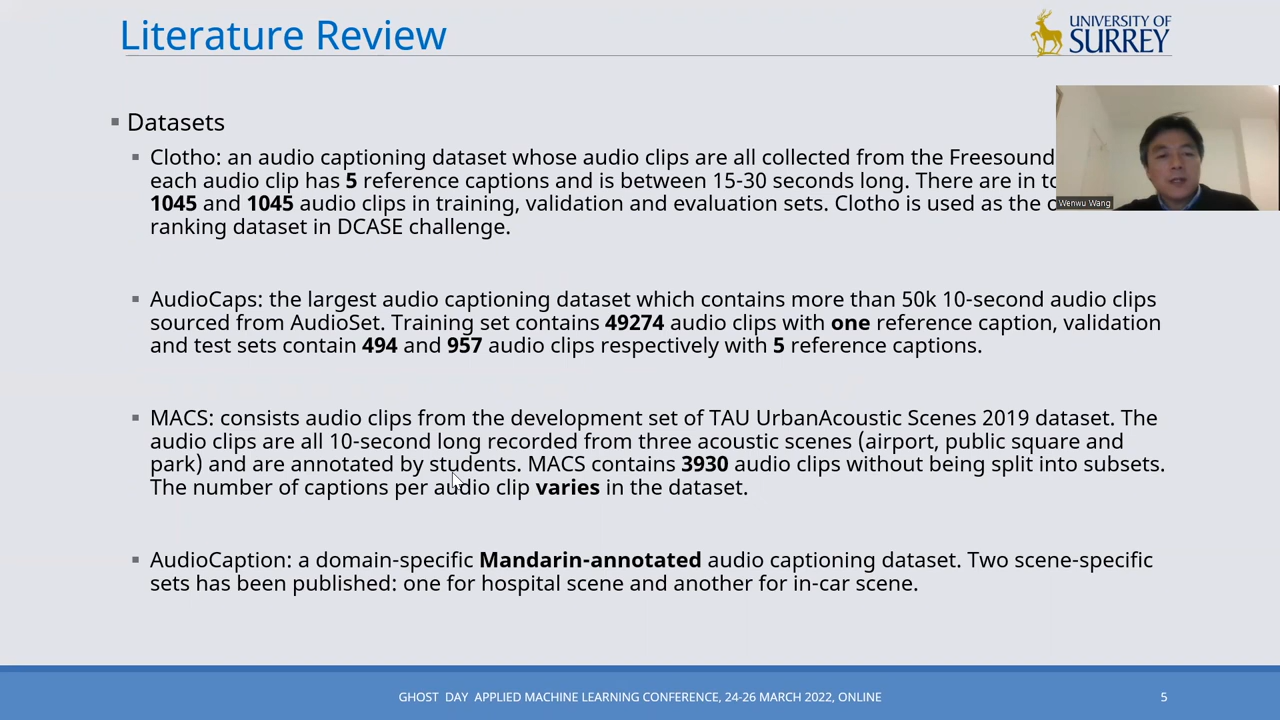 Literature Review
UNIVERSITY OF
SURREY
Datasets
Clotho: an audio captioning dataset whose audio clips are all collected from the Freesound
each audio clip has 5 reference captions and is between 15-30 seconds long. There are in
1045 and 1045 audio clips in training, validation and evaluation sets. Clotho is used as the
ranking dataset in DCASE challenge.
Wenwu Wang
AudioCaps: the largest audio captioning dataset which contains more than 50k 10-second audio clips
sourced from AudioSet. Training set contains 49274 audio clips with one reference caption, validation
and test sets contain 494 and 957 audio clips respectively with 5 reference captions.
MACS: consists audio clips from the development set of TAU UrbanAcoustic Scenes 2019 dataset. The
audio clips are all 10-second long recorded from three acoustic scenes (airport, public square and
park) and are annotated by students. MACS contains 3930 audio clips without being split into subsets.
The number of captions per audio clip varies in the dataset.
AudioCaption: a domain-specific Mandarin-annotated audio captioning dataset. Two scene-specific
sets has been published: one for hospital scene and another for in-car scene.
GHOST DAY APPLIED MACHINE LEARNING CONFERENCE, 24-26 MARCH 2022, ONLINE
5